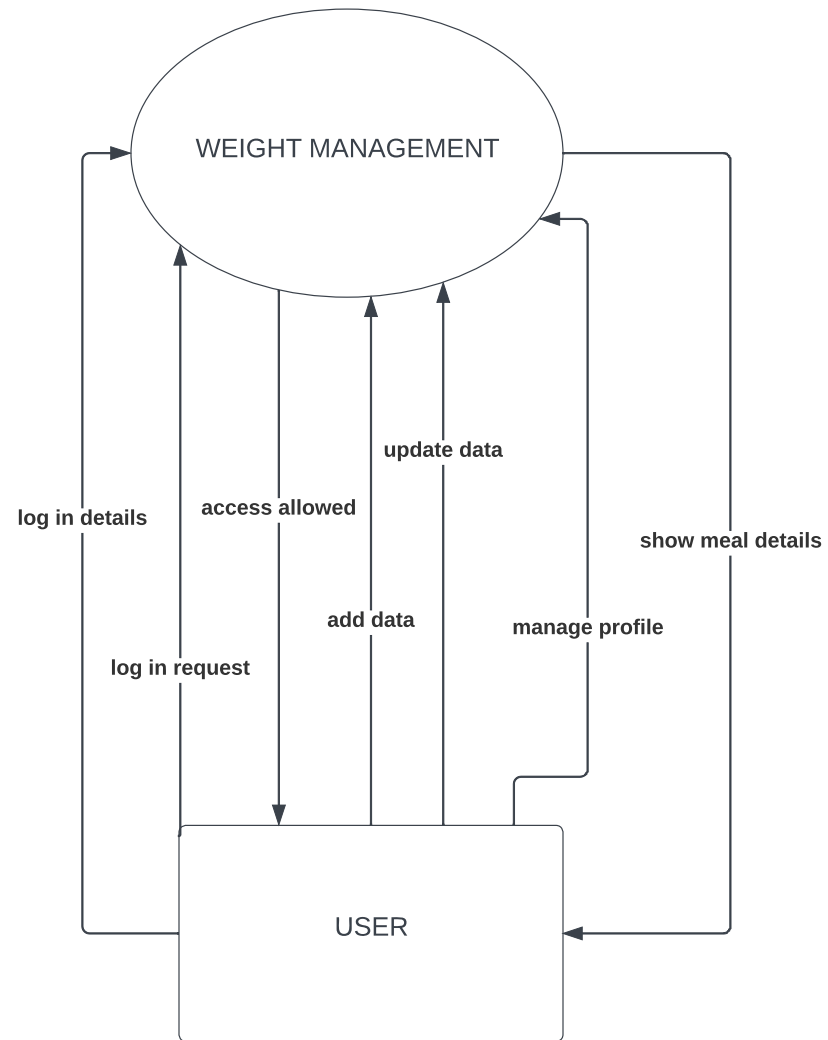 WEIGHT MANAGEMENT
update data
access allowed
log in details
show meal details
add data
manage profile
log in request
USER